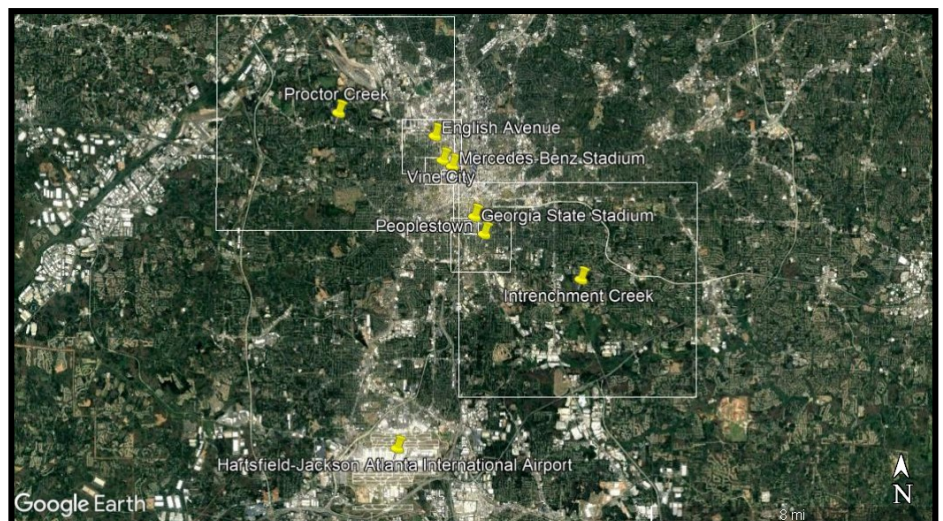 Proctor Creek
English Avenue
Mercedes-Benz Stadium
Vine City
Georgia State Stadium
Peoplestown
Intrenchment Creek
Hartsfield-Jackson Atlanta International Airport
Google Earth
N
3 mi